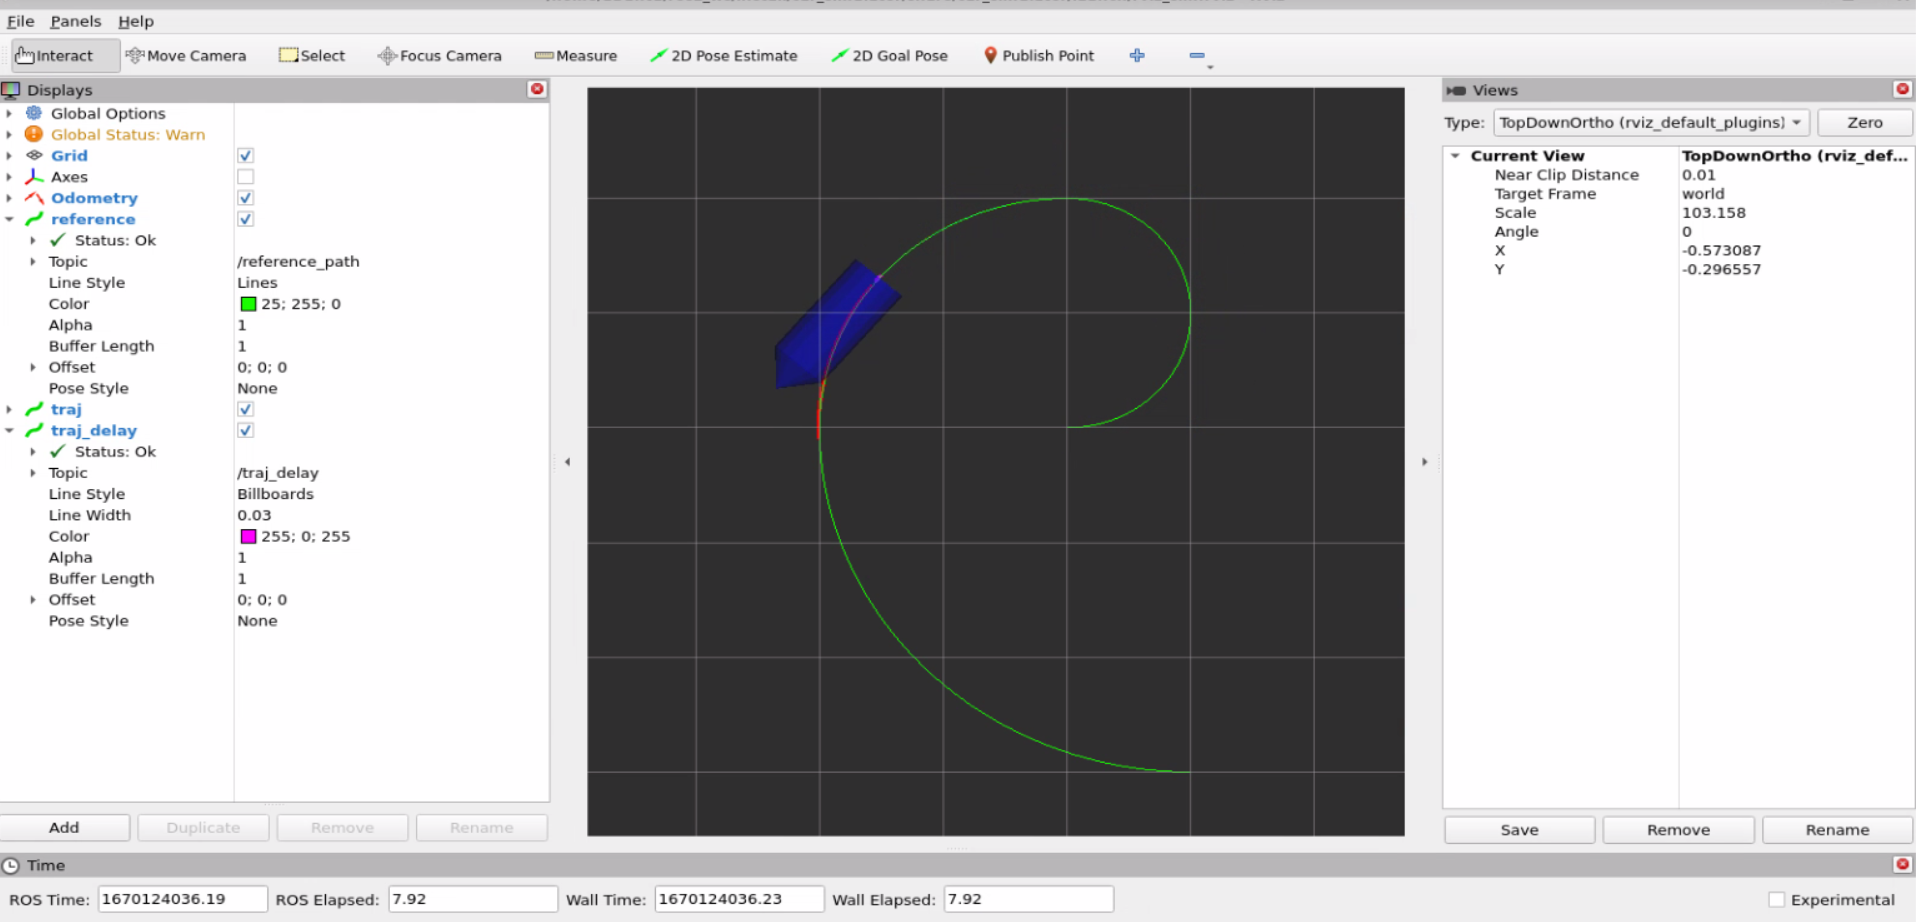 File Panels Help
Interact Move Camera Select Focus Camera Measure 2D Pose Estimate 2D Goal Pose Publish Point
Displays
Global Options
Global Status: Warn
Grid
Axes
Odometry
reference
Status: Ok
Topic /reference_path
Line Style Lines
Color 25; 255; 0
Alpha 1
Buffer Length 1
Offset 0; 0; 0
Pose Style None
traj
traj_delay
Status: Ok
Topic /traj_delay
Line Style Billboards
Line Width 0.03
Color 255; 0; 255
Alpha 1
Buffer Length 1
Offset 0; 0; 0
Pose Style None
Add Duplicate Remove Rename
Views
Type: TopDownOrtho (rviz_default_plugins) Zero
Current View TopDownOrtho (rviz_def...
Near Clip Distance 0.01
Target Frame world
Scale 103.158
Angle 0
X -0.573087
Y -0.296557
Save Remove Rename
Time
ROS Time: 1670124036.19 ROS Elapsed: 7.92 Wall Time: 1670124036.23 Wall Elapsed: 7.92 Experimental